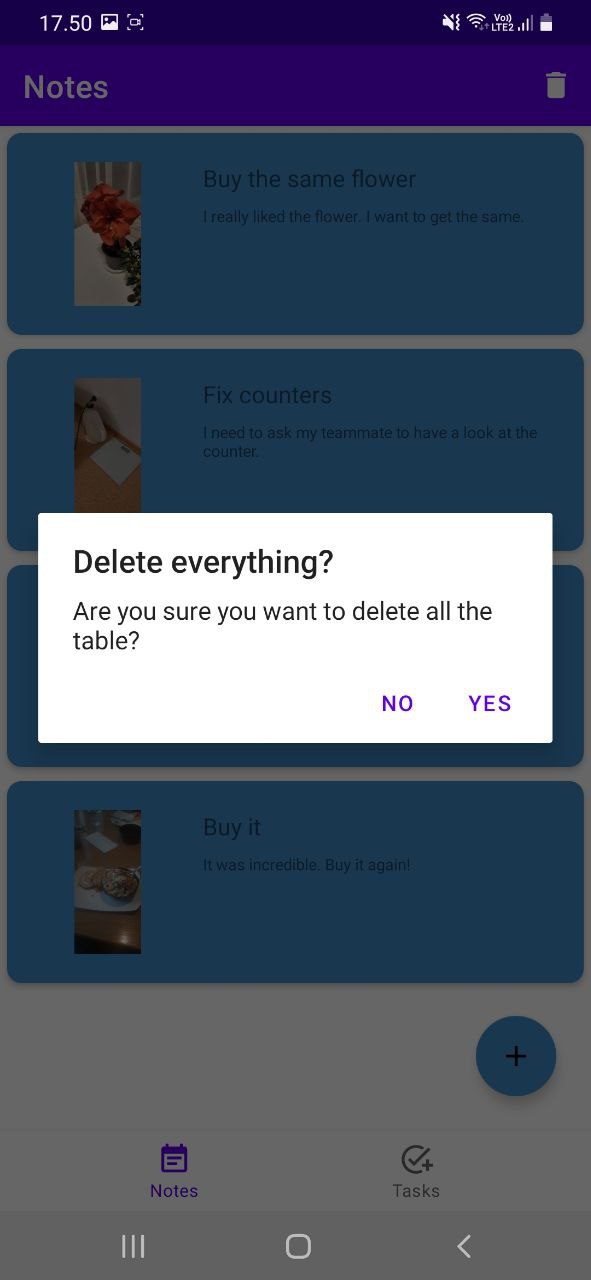 17.50
Vo))
LTE2
Notes
Buy the same flower
I really liked the flower. I want to get the same.
Fix counters
I need to ask my teammate to have a look at the
counter.
Delete everything?
Are you sure you want to delete all the
table?
NO YES
Buy it
It was incredible. Buy it again!
Notes Tasks